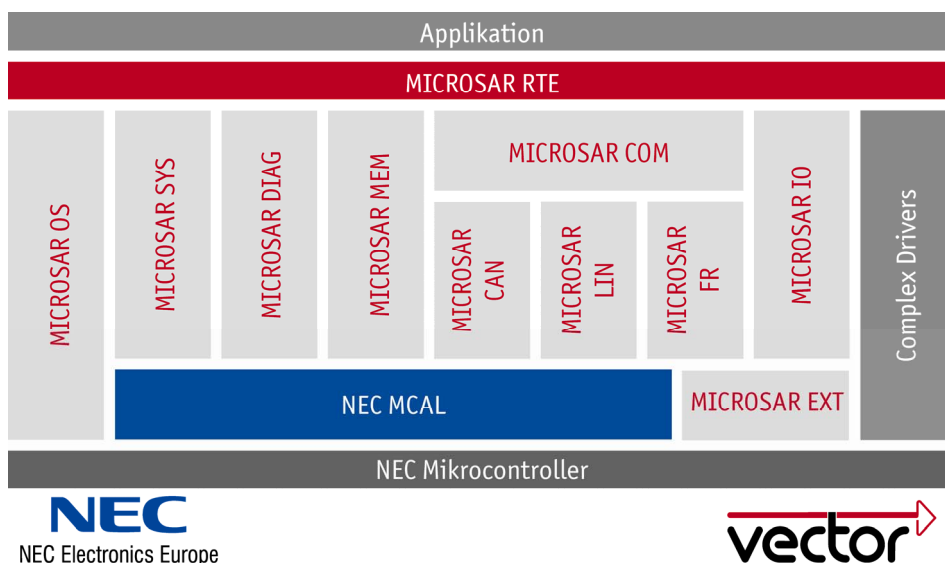 Applikation
MICROSAR RTE
MICROSAR OS
MICROSAR SYS
MICROSAR DIAG
MICROSAR MEM
MICROSAR COM
MICROSAR
CAN
MICROSAR
LIN
MICROSAR
FR
MICROSAR IO
Complex Drivers
NEC MCAL
MICROSAR EXT
NEC Mikrocontroller
NEC
NEC Electronics Europe
vector